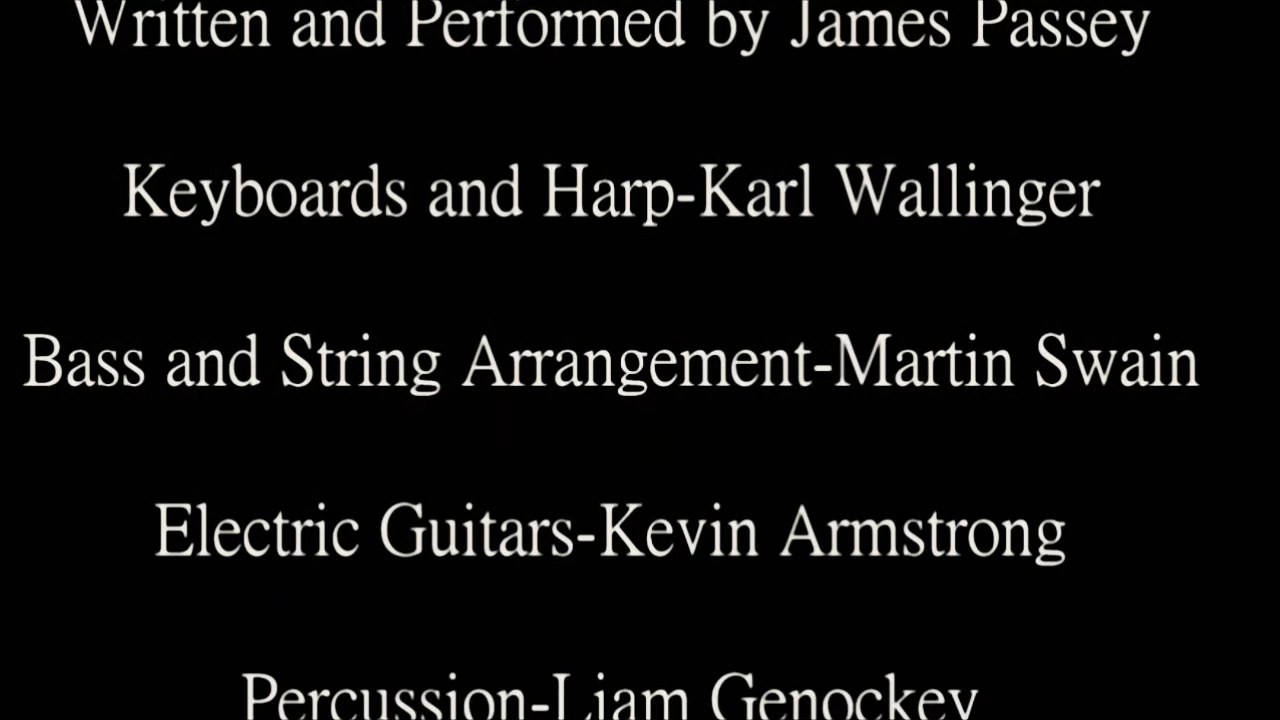 Written and Performed by James Passey
Keyboards and Harp-Karl Wallinger
Bass and String Arrangement-Martin Swain
Electric Guitars-Kevin Armstrong
Percussion-Liam Genockey